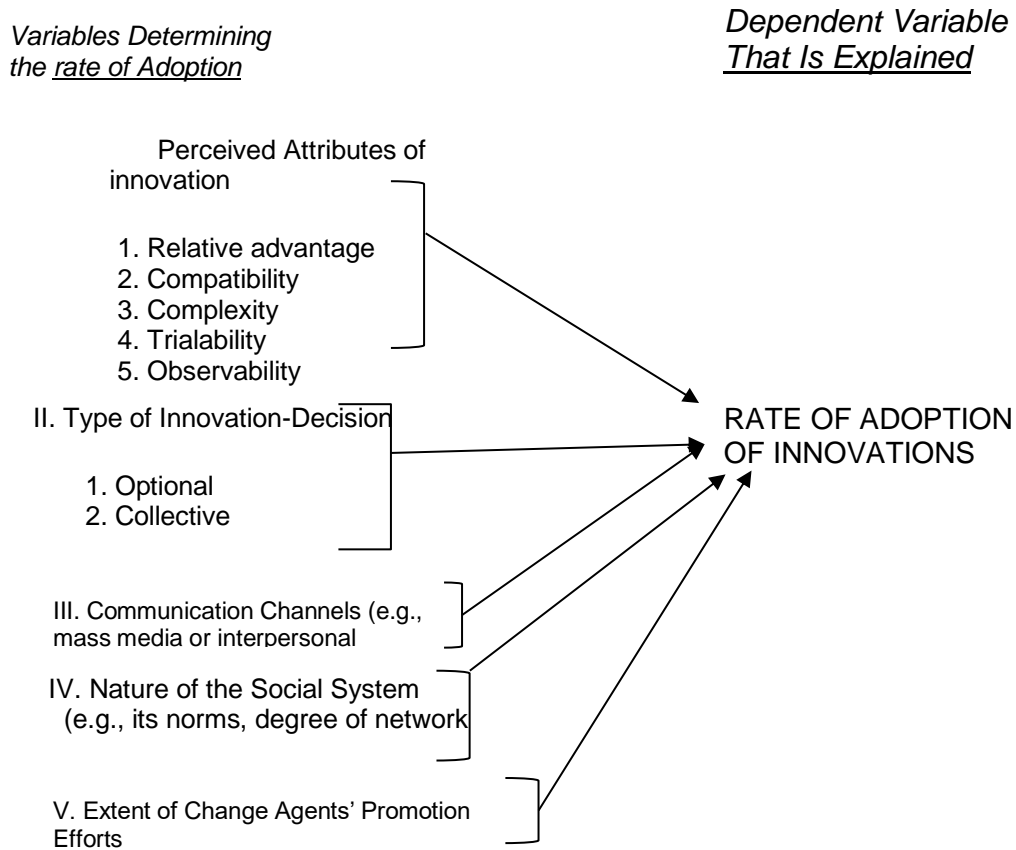 Variables Determining
the rate of Adoption
Dependent Variable
That Is Explained
Perceived Attributes of
innovation
1. Relative advantage
2. Compatibility
3. Complexity
4. Trialability
5. Observability
II. Type of Innovation-Decision
1. Optional
2. Collective
III. Communication Channels (e.g.,
mass media or interpersonal
IV. Nature of the Social System
(e.g., its norms, degree of network
V. Extent of Change Agents’ Promotion
Efforts
RATE OF ADOPTION
OF INNOVATIONS